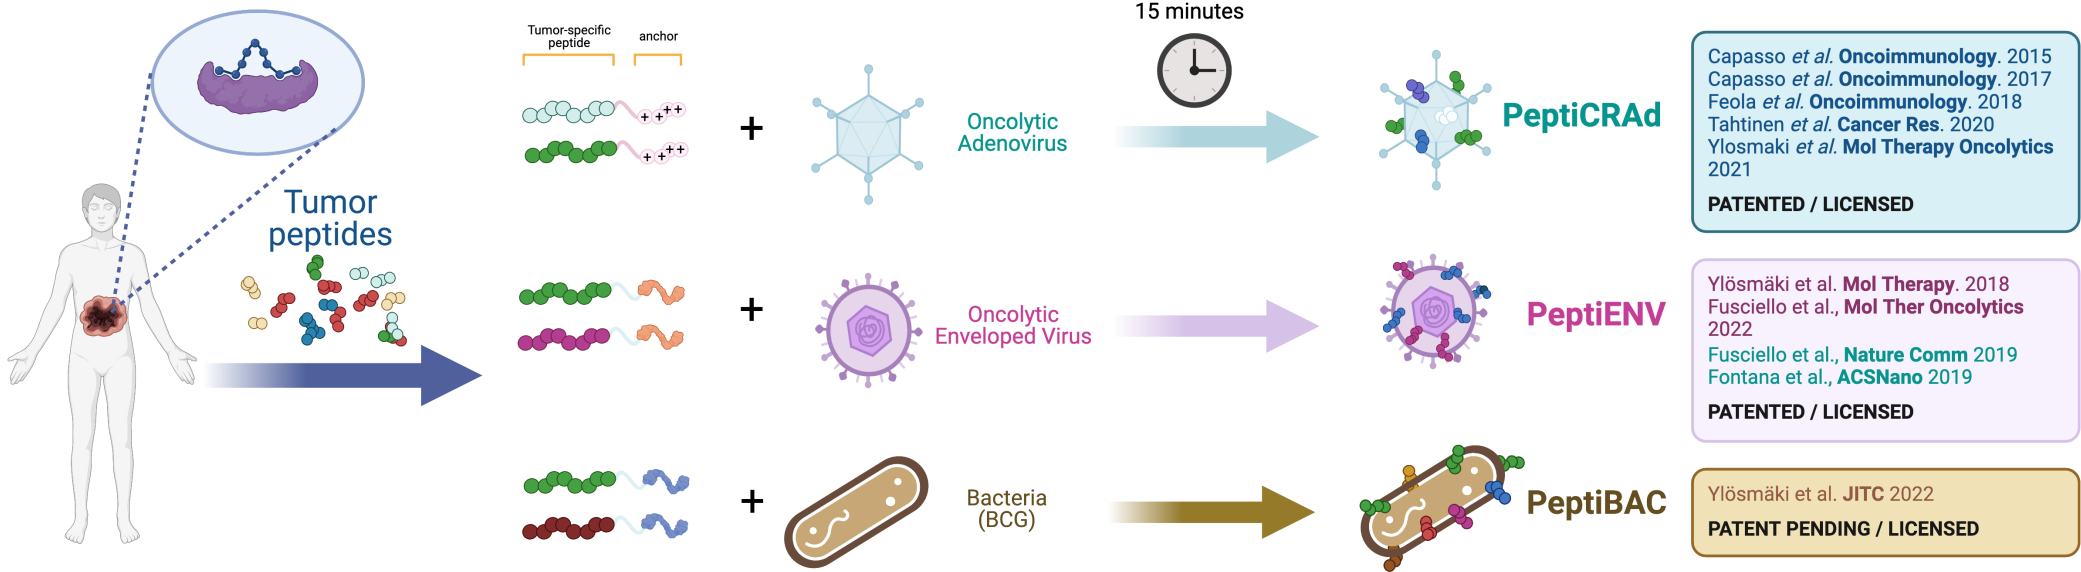 15 minutes
Tumor-specific
peptide
anchor
Tumor
peptides
++++
++++
+
Oncolytic
Adenovirus
PeptiCRAd
Capasso et al. Oncoimmunology. 2015
Capasso et al. Oncoimmunology. 2017
Feola et al. Oncoimmunology. 2018
Tahtinen et al. Cancer Res. 2020
Ylosmaki et al. Mol Therapy Oncolytics
2021
PATENTED / LICENSED
+
Oncolytic
Enveloped Virus
PeptiENV
Ylösmäki et al. Mol Therapy. 2018
Fusciello et al., Mol Ther Oncolytics
2022
Fusciello et al., Nature Comm 2019
Fontana et al., ACSNano 2019
PATENTED / LICENSED
+
Bacteria
(BCG)
PeptiBAC
Ylösmäki et al. JITC 2022
PATENT PENDING / LICENSED